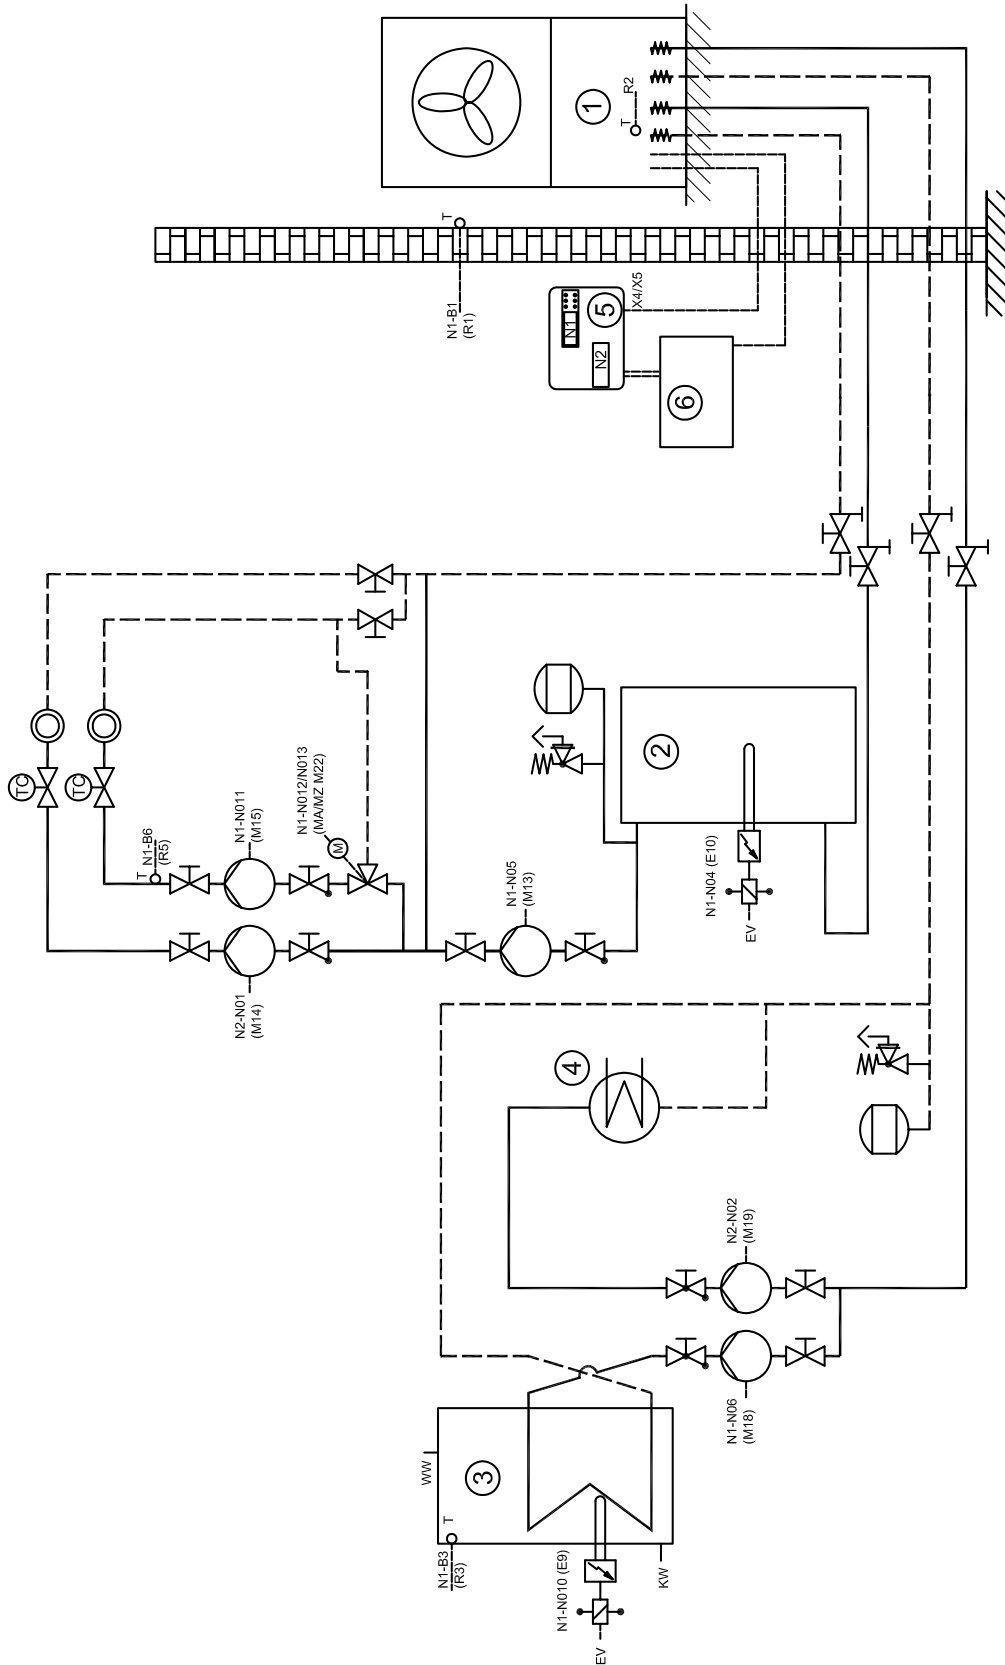 TC
TC
T
N1-B6
(R5)
N2-N01
(M14)
N1-N011
(M15)
N1-N012/N013
(MA/MZ M22)
M
WW
N1-B3
(R3)
T
N1-B1
(R1)
T
3
N1-N05
(M13)
N1-N010 (E9)
4
N1
1
EV
N2
5
T
R2
X4/X5
KW
2
6
N1-N04 (E10)
N1-N06
(M18)
N2-N02
(M19)
EV